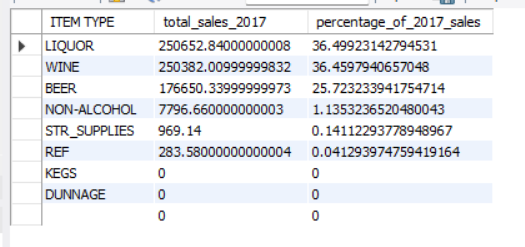 ITEM TYPE total_sales_2017 percentage_of_2017_sales
LIQUOR 250652.84000000008 36.49923142794531
WINE 250382.00999999832 36.4597940657048
BEER 176650.33999999973 25.723233941754714
NON-ALCOHOL 7796.660000000003 1.1353236520480043
STR_SUPPLIES 969.14 0.14112293778948967
REF 283.58000000000004 0.041293974759419164
KEGS 0 0
DUNNAGE 0 0
0 0